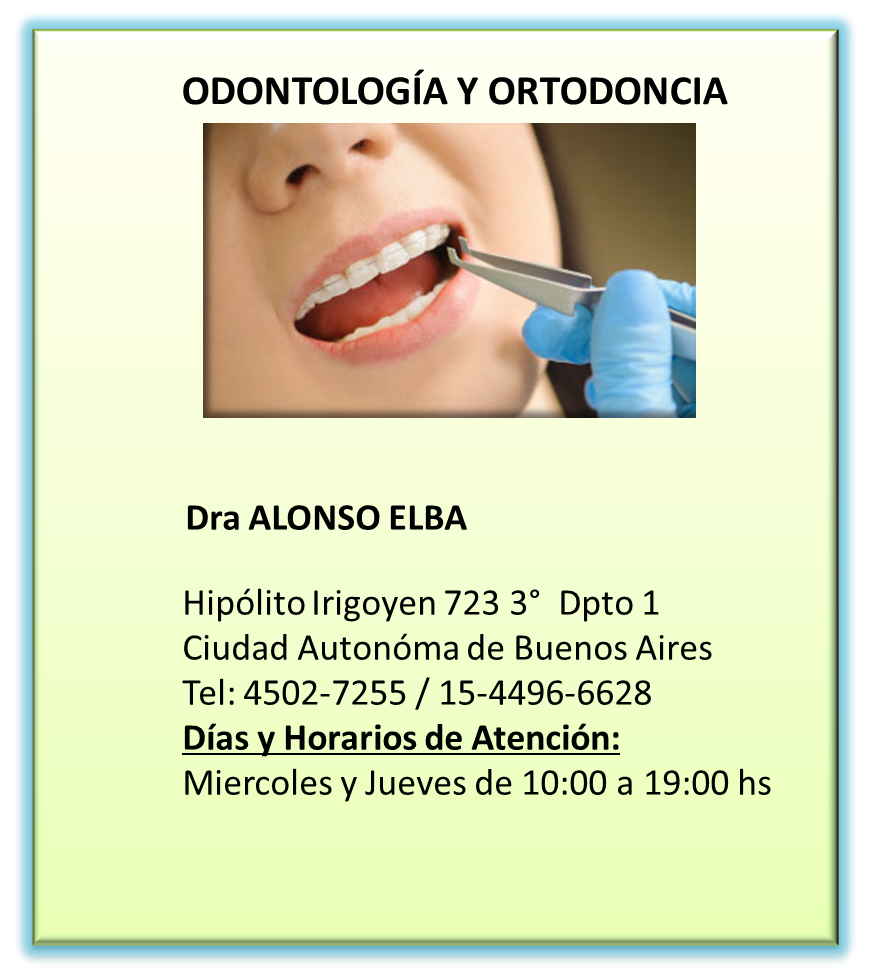 ODONTOLOGÍA Y ORTODONCIA
Dra ALONSO ELBA
Hipólito Irigoyen 723 3° Dpto 1
Ciudad Autonóma de Buenos Aires
Tel: 4502-7255 / 15-4496-6628
Días y Horarios de Atención:
Miercoles y Jueves de 10:00 a 19:00 hs